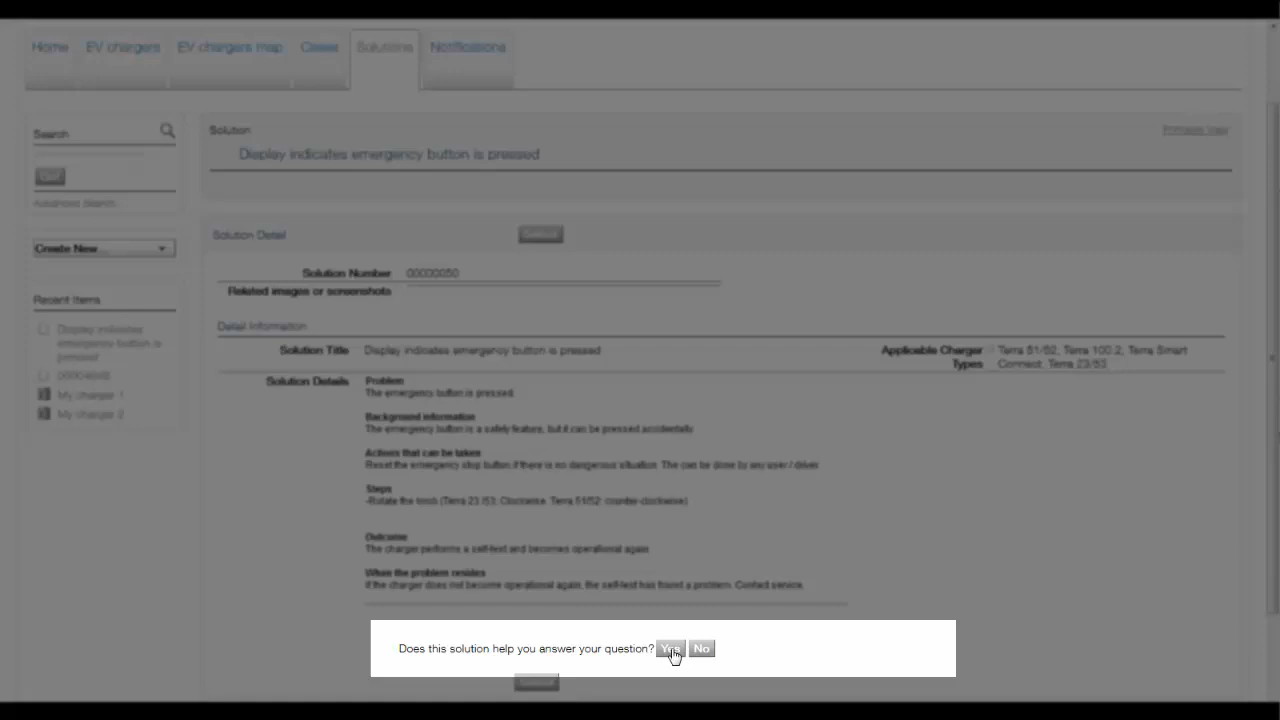 Home EV chargers EV chargers map Cases Solutions Notifications
Search
Solution
Printable View
Display indicates emergency button is pressed
Go!
Advanced Search
Create New...
Solution Detail
Solution Number 00000050
Related images or screenshots
Recent Items
Display indicates
emergency button is
pressed
My charger 1
My charger 2
Detail Information
Solution Title Display indicates emergency button is pressed
Applicable Charger Terra 51/52, Terra 100.2, Terra Smart
Types Connect, Terra 23/53
Solution Details
Problem
The emergency button is pressed.
Background information
The emergency button is a safety feature, but it can be pressed accidentally
Actions that can be taken
Reset the emergency stop button if there is no dangerous situation. The can be done by any user / driver
Steps
-Rotate the knob (Terra 23 /53: Clockwise. Terra 51/52: counter-clockwise)
Outcome
The charger performs a self-test and becomes operational again
When the problem resides
If the charger does not become operational again, the self-test has found a problem. Contact service.
Does this solution help you answer your question? Yes No